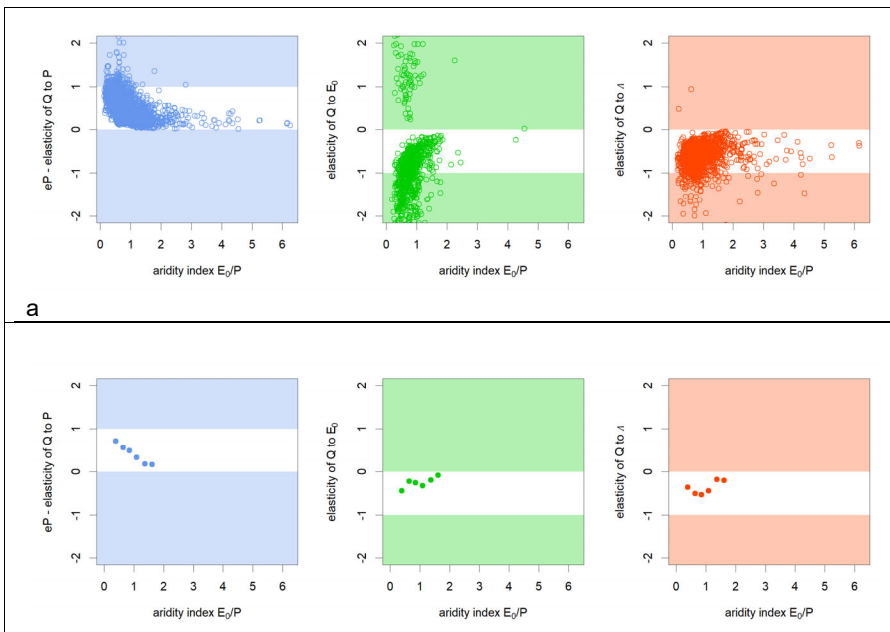 eP - elasticity of Q to P
2
1
0
-1
-2
0 1 2 3 4 5 6
aridity index E₀/P
elasticity of Q to E₀
2
1
0
-1
-2
0 1 2 3 4 5 6
aridity index E₀/P
elasticity of Q to Λ
2
1
0
-1
-2
0 1 2 3 4 5 6
aridity index E₀/P
a
eP - elasticity of Q to P
2
1
0
-1
-2
0 1 2 3 4 5 6
aridity index E₀/P
elasticity of Q to E₀
2
1
0
-1
-2
0 1 2 3 4 5 6
aridity index E₀/P
elasticity of Q to Λ
2
1
0
-1
-2
0 1 2 3 4 5 6
aridity index E₀/P